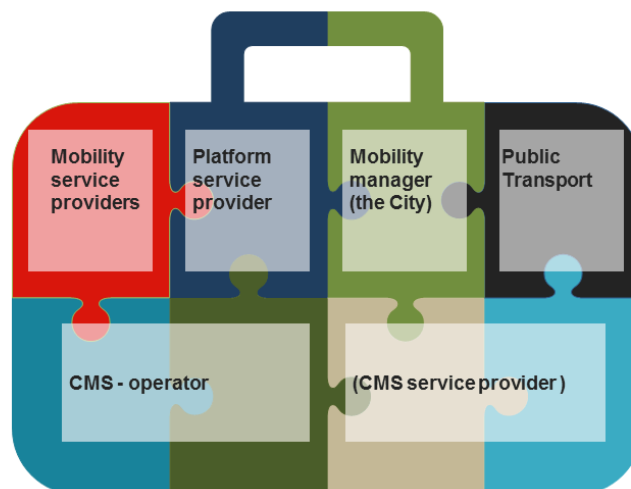 Mobility
service
providers
Platform
service
provider
Mobility
manager
(the City)
Public
Transport
CMS - operator
(CMS service provider )